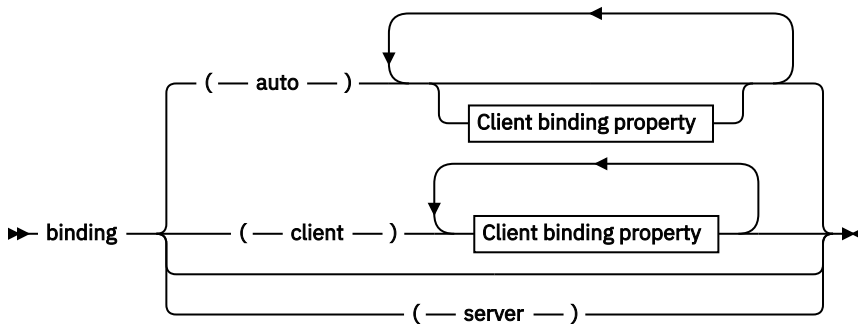 ( auto )
Client binding property
binding ( client ) Client binding property
( server )